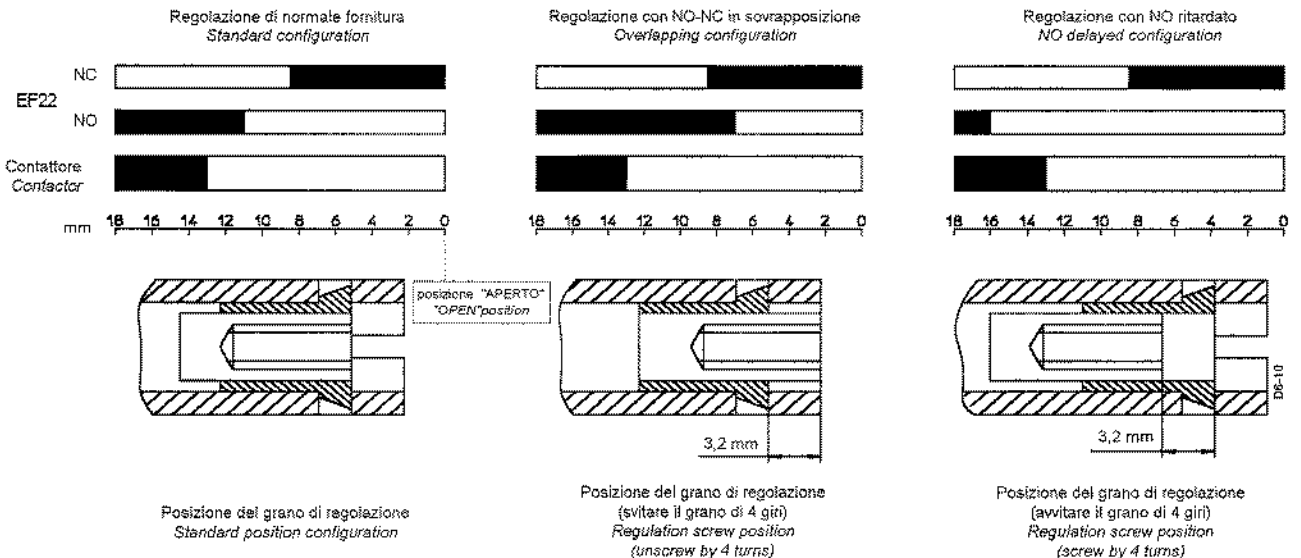 Regolazione di normale fornitura
Standard configuration
Regolazione con NO-NC in sovrapposizione
Overlapping configuration
Regolazione con NO ritardato
NO delayed configuration
NC
EF22
NO
Contattore
Contactor
mm
18 16 14 12 10 8 6 4 2 0
18 16 14 12 10 8 6 4 2 0
18 16 14 12 10 8 6 4 2 0
posizione "APERTO"
"OPEN" position
D6-10
3,2 mm
3,2 mm
Posizione del grano di regolazione
Standard position configuration
Posizione del grano di regolazione
(svitare il grano di 4 giri)
Regulation screw position
(unscrew by 4 turns)
Posizione del grano di regolazione
(avvitare il grano di 4 giri)
Regulation screw position
(screw by 4 turns)